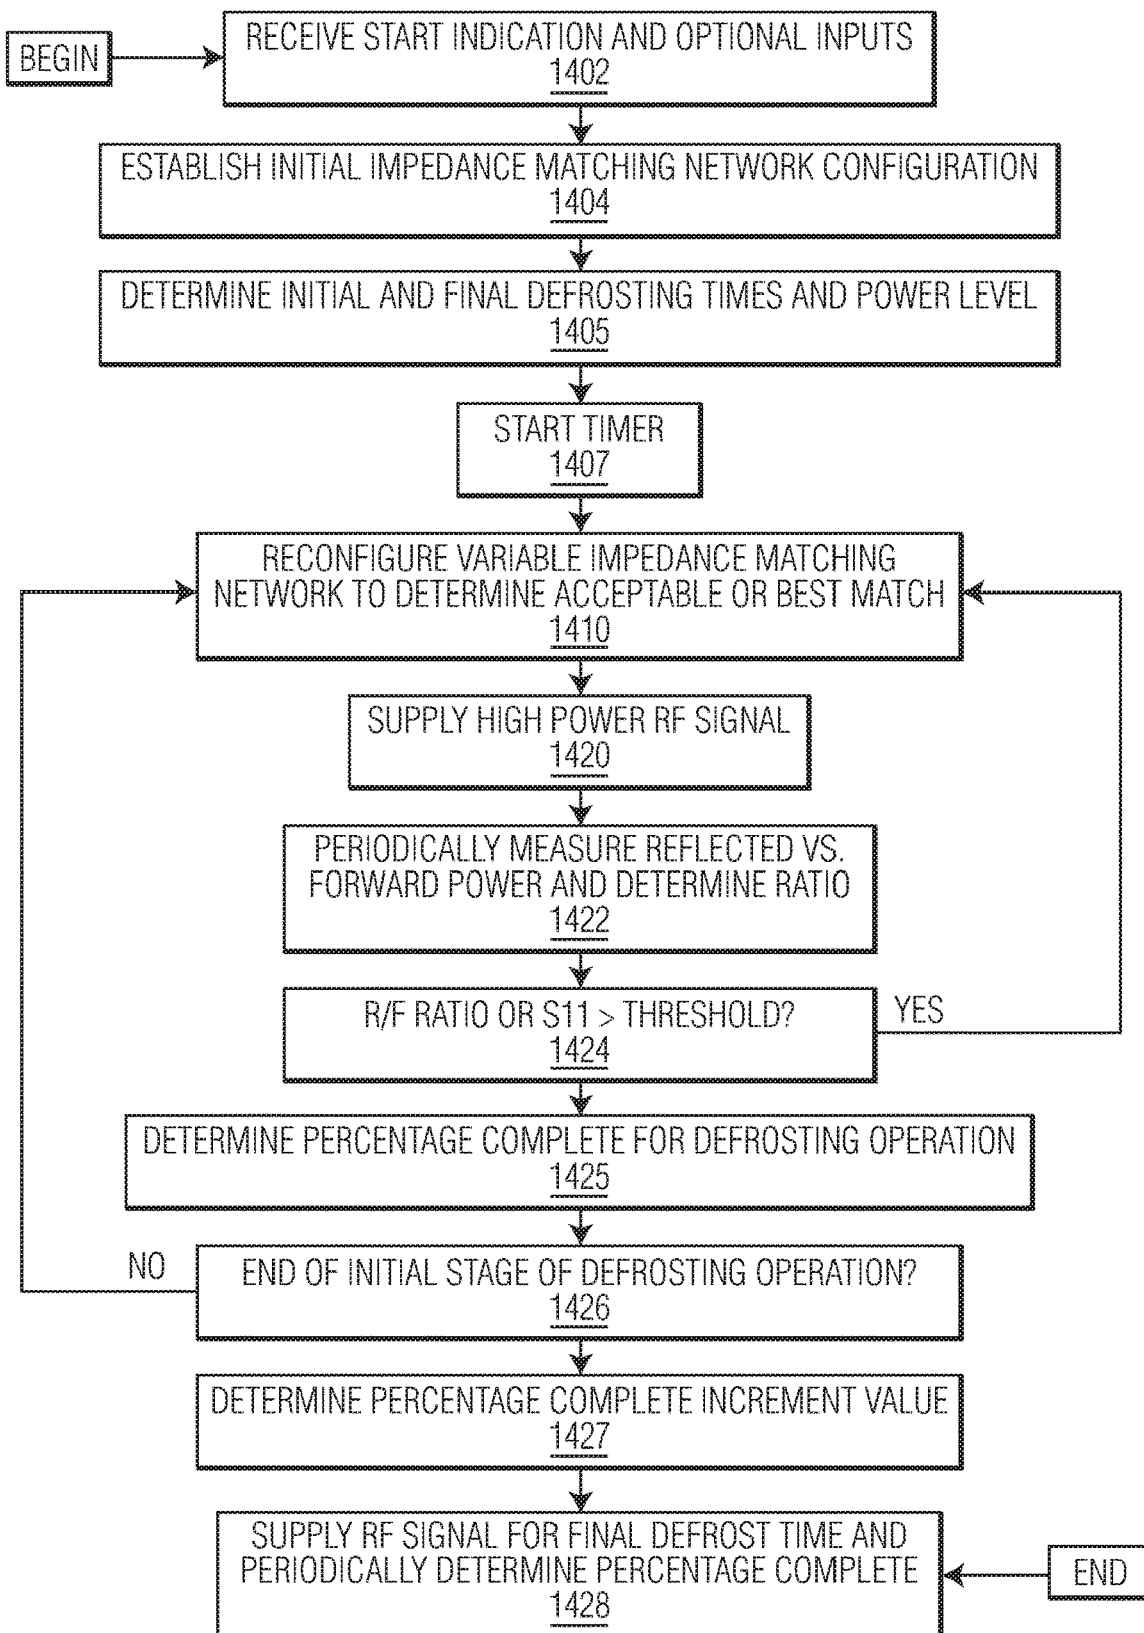 BEGIN
RECEIVE START INDICATION AND OPTIONAL INPUTS
1402
ESTABLISH INITIAL IMPEDANCE MATCHING NETWORK CONFIGURATION
1404
DETERMINE INITIAL AND FINAL DEFROSTING TIMES AND POWER LEVEL
1405
START TIMER
1407
RECONFIGURE VARIABLE IMPEDANCE MATCHING
NETWORK TO DETERMINE ACCEPTABLE OR BEST MATCH
1410
SUPPLY HIGH POWER RF SIGNAL
1420
PERIODICALLY MEASURE REFLECTED VS.
FORWARD POWER AND DETERMINE RATIO
1422
R/F RATIO OR S11 > THRESHOLD?
1424
YES
DETERMINE PERCENTAGE COMPLETE FOR DEFROSTING OPERATION
1425
NO
END OF INITIAL STAGE OF DEFROSTING OPERATION?
1426
DETERMINE PERCENTAGE COMPLETE INCREMENT VALUE
1427
SUPPLY RF SIGNAL FOR FINAL DEFROST TIME AND
PERIODICALLY DETERMINE PERCENTAGE COMPLETE
1428
END